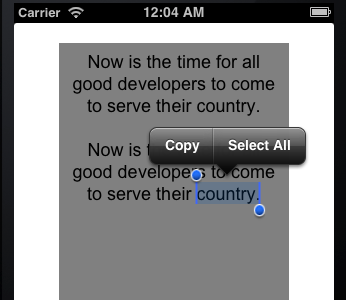 Carrier 12:04 AM
Now is the time for all
good developers to come
to serve their country.
Copy Select All
Now is
good developers to come
to serve their country.